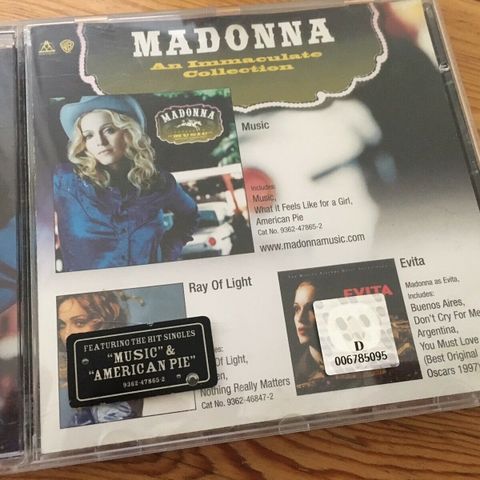 MADONNA
An Immaculate
Collection
MADONNA
"MUSIC"
Music
Includes:
Music,
What it Feels Like for a Girl,
American Pie
Cat No. 9362-47865-2
www.madonnamusic.com
Ray Of Light
Of Light,
Nothing Really Matters
Cat No. 9362-46847-2
FEATURING THE HIT SINGLES
"MUSIC" &
"AMERICAN PIE"
9362-47865-2
Evita
EVITA
Madonna as Evita,
Includes:
Buenos Aires,
Don't Cry For Me
Argentina,
You Must Love
(Best Original
Oscars 1997
D
006785095